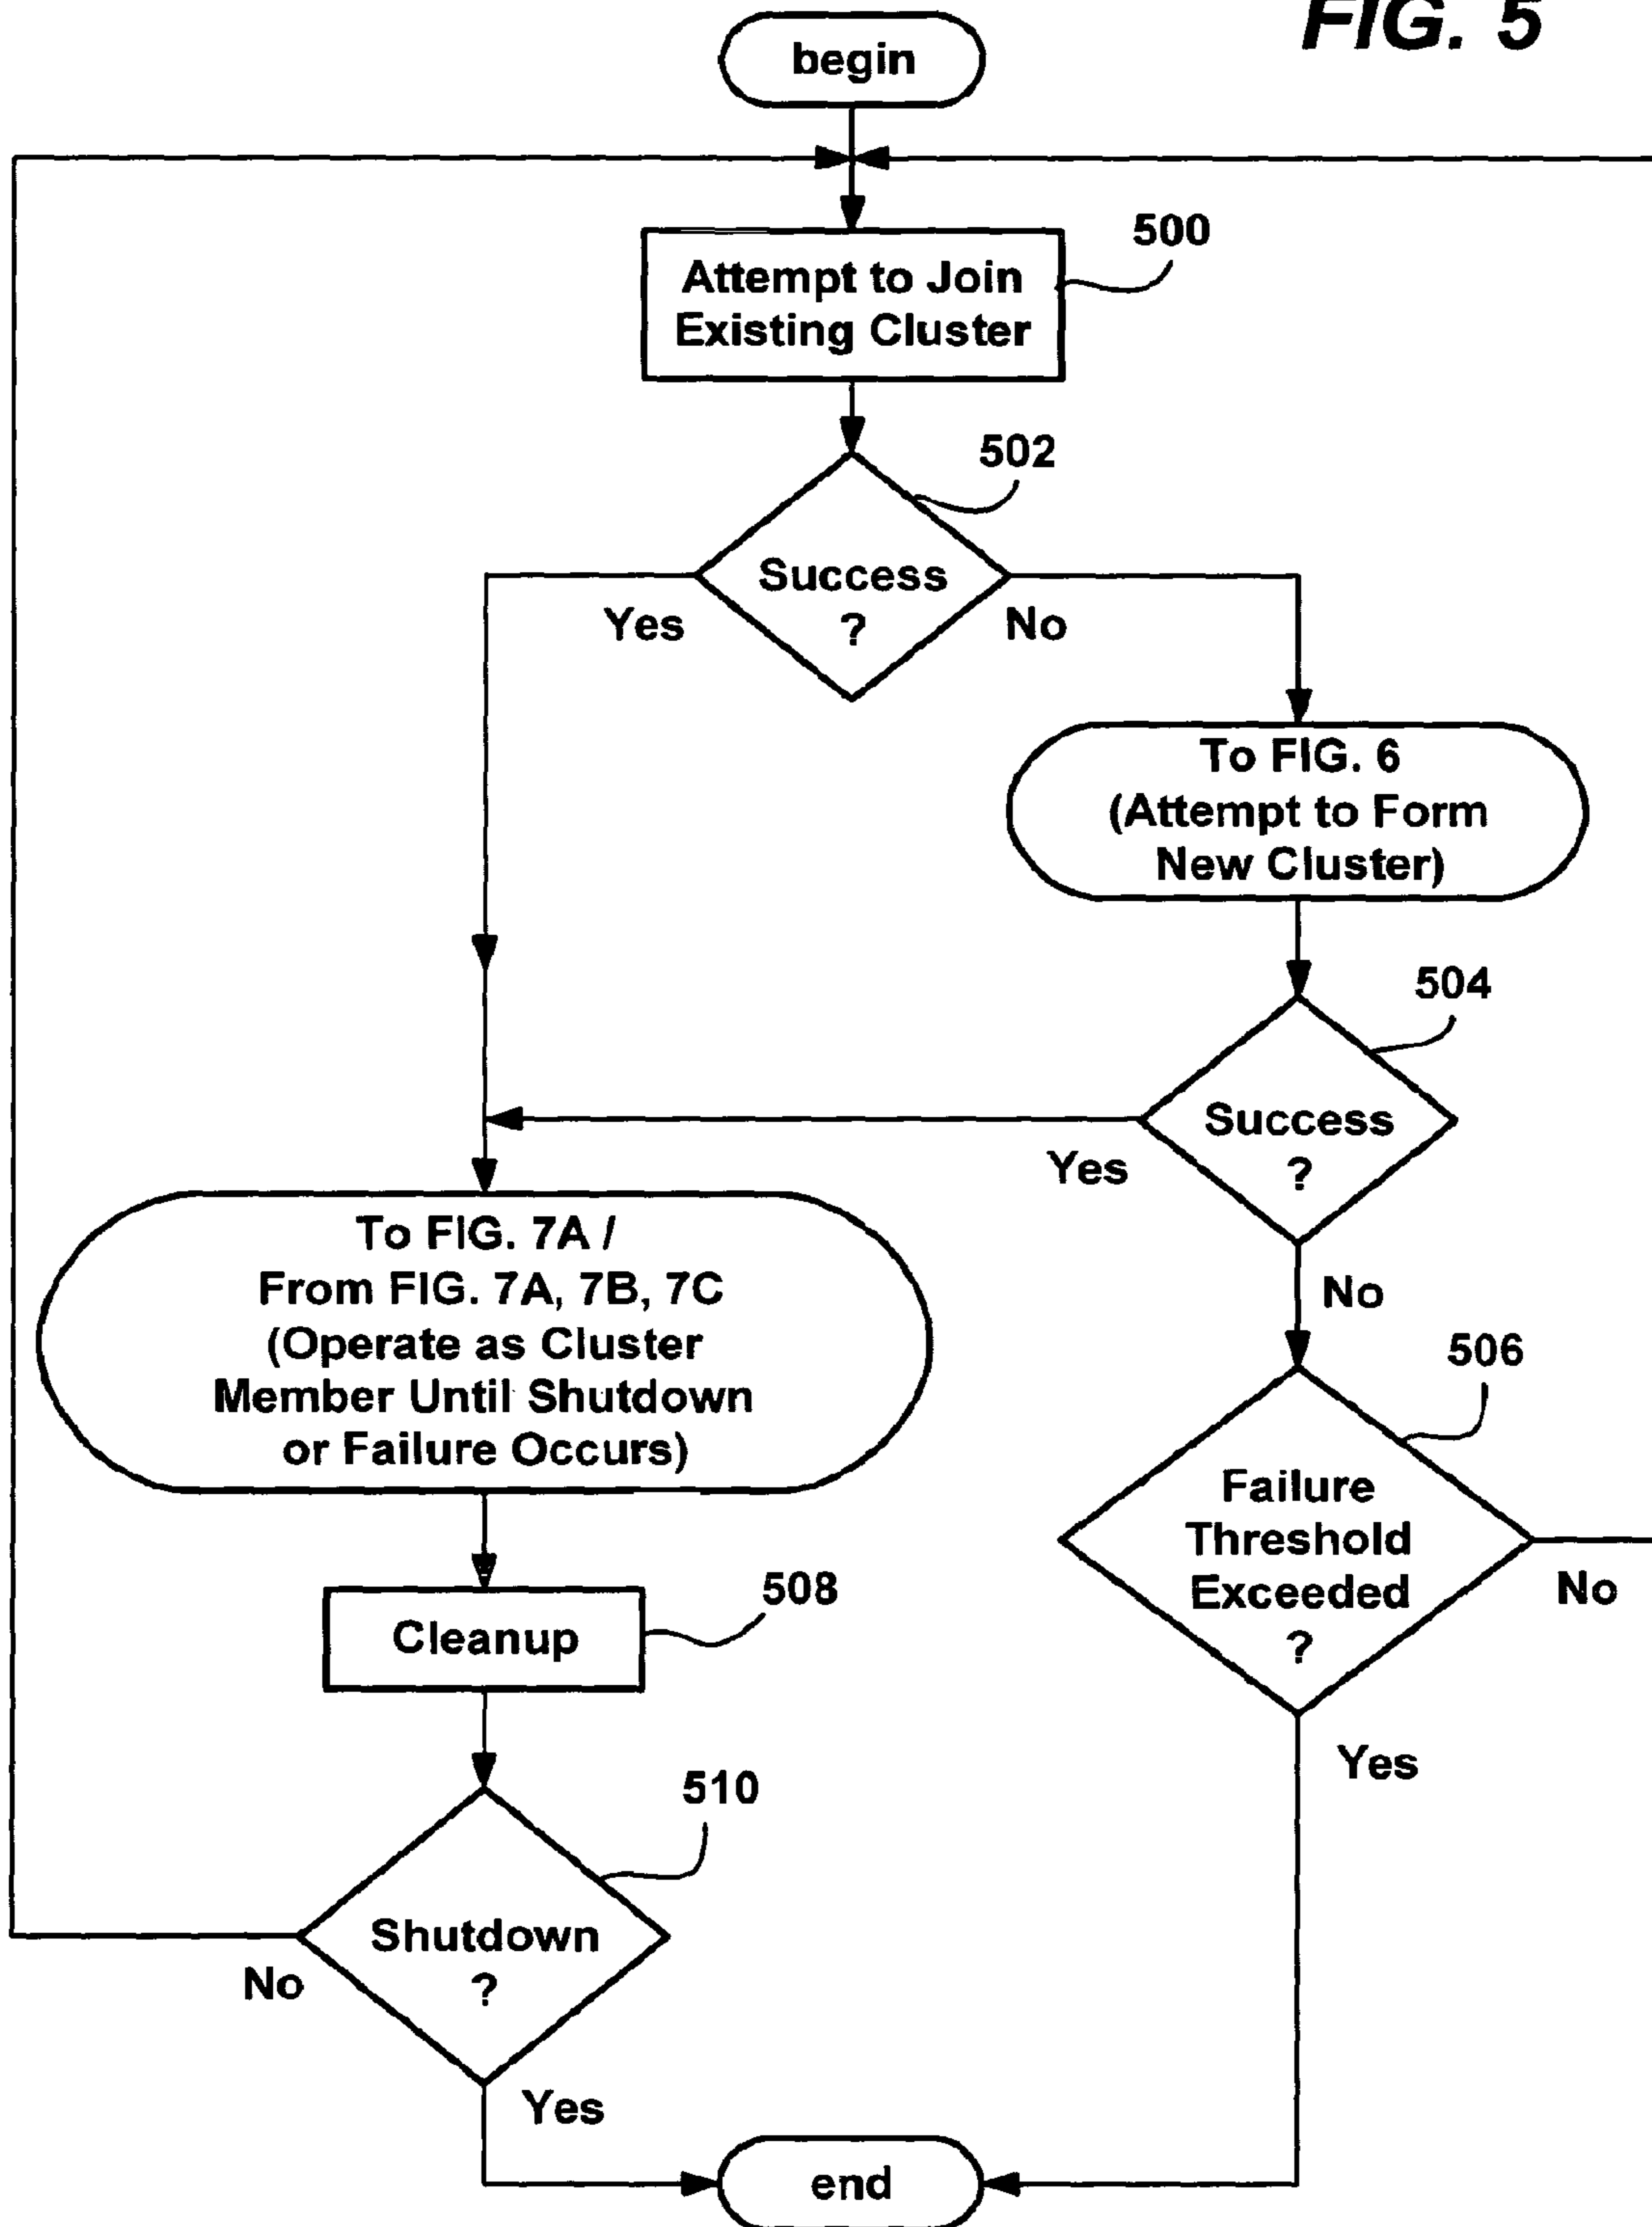 FIG. 5
begin
500
Attempt to Join
Existing Cluster
502
Success
?
Yes
No
To FIG. 6
(Attempt to Form
New Cluster)
504
Success
?
Yes
No
To FIG. 7A /
From FIG. 7A, 7B, 7C
(Operate as Cluster
Member Until Shutdown
or Failure Occurs)
506
Failure
Threshold
Exceeded
?
No
Yes
508
Cleanup
510
Shutdown
?
No
Yes
end